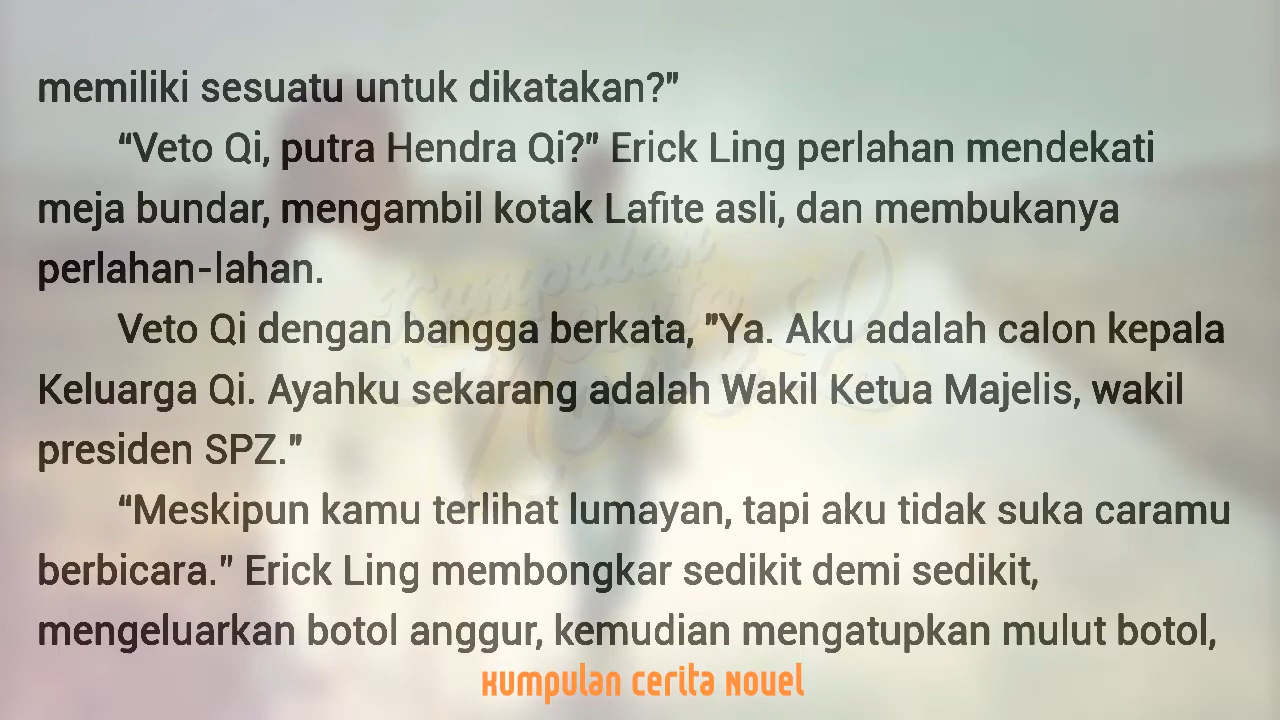 memiliki sesuatu untuk dikatakan?"
“Veto Qi, putra Hendra Qi?" Erick Ling perlahan mendekati
meja bundar, mengambil kotak Lafite asli, dan membukanya
perlahan-lahan.
Veto Qi dengan bangga berkata, "Ya. Aku adalah calon kepala
Keluarga Qi. Ayahku sekarang adalah Wakil Ketua Majelis, wakil
presiden SPZ."
“Meskipun kamu terlihat lumayan, tapi aku tidak suka caramu
berbicara." Erick Ling membongkar sedikit demi sedikit,
mengeluarkan botol anggur, kemudian mengatupkan mulut botol,
Kumpulan Cerita Novel